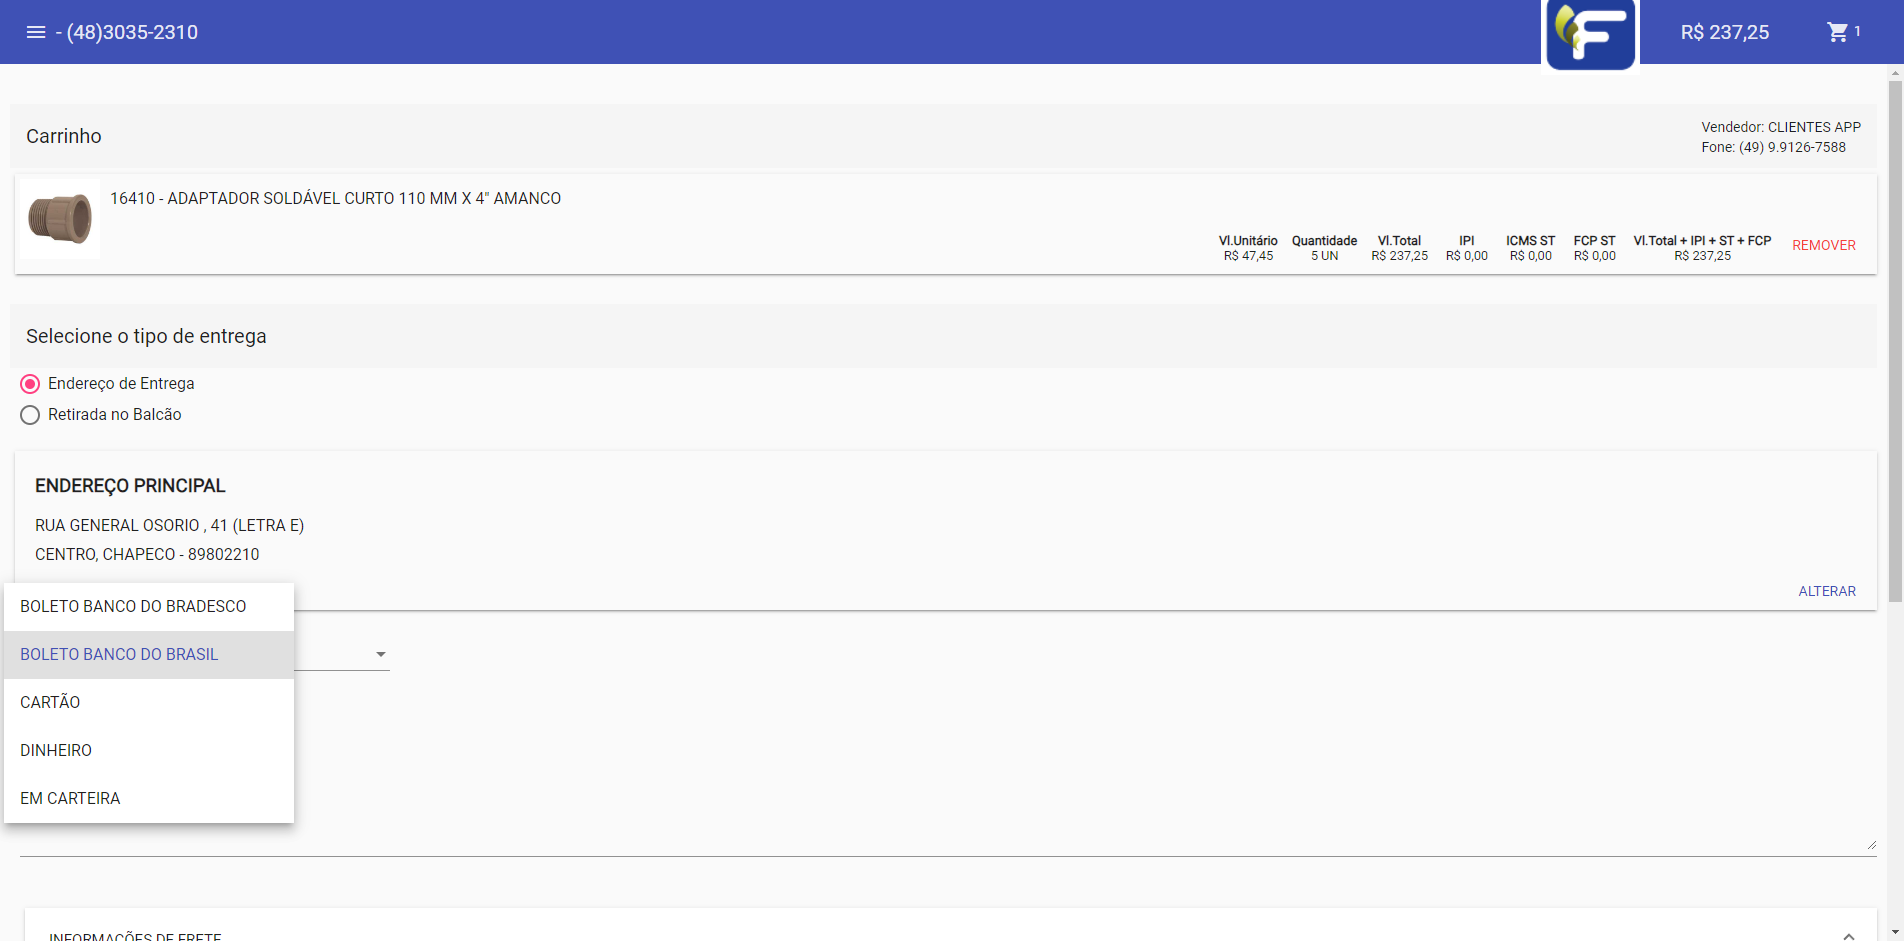 - (48)3035-2310
R$ 237,25
1
Carrinho
Vendedor: CLIENTES APP
Fone: (49) 9.9126-7588
16410 - ADAPTADOR SOLDÁVEL CURTO 110 MM X 4" AMANCO
Vl.Unitário Quantidade Vl.Total IPI ICMS ST FCP ST Vl.Total + IPI + ST + FCP
R$ 47,45 5 UN R$ 237,25 R$ 0,00 R$ 0,00 R$ 0,00 R$ 237,25
REMOVER
Selecione o tipo de entrega
Endereço de Entrega
Retirada no Balcão
ENDEREÇO PRINCIPAL
RUA GENERAL OSORIO , 41 (LETRA E)
CENTRO, CHAPECO - 89802210
ALTERAR
BOLETO BANCO DO BRADESCO
BOLETO BANCO DO BRASIL
CARTÃO
DINHEIRO
EM CARTEIRA
INFORMAÇÕES DE FRETE